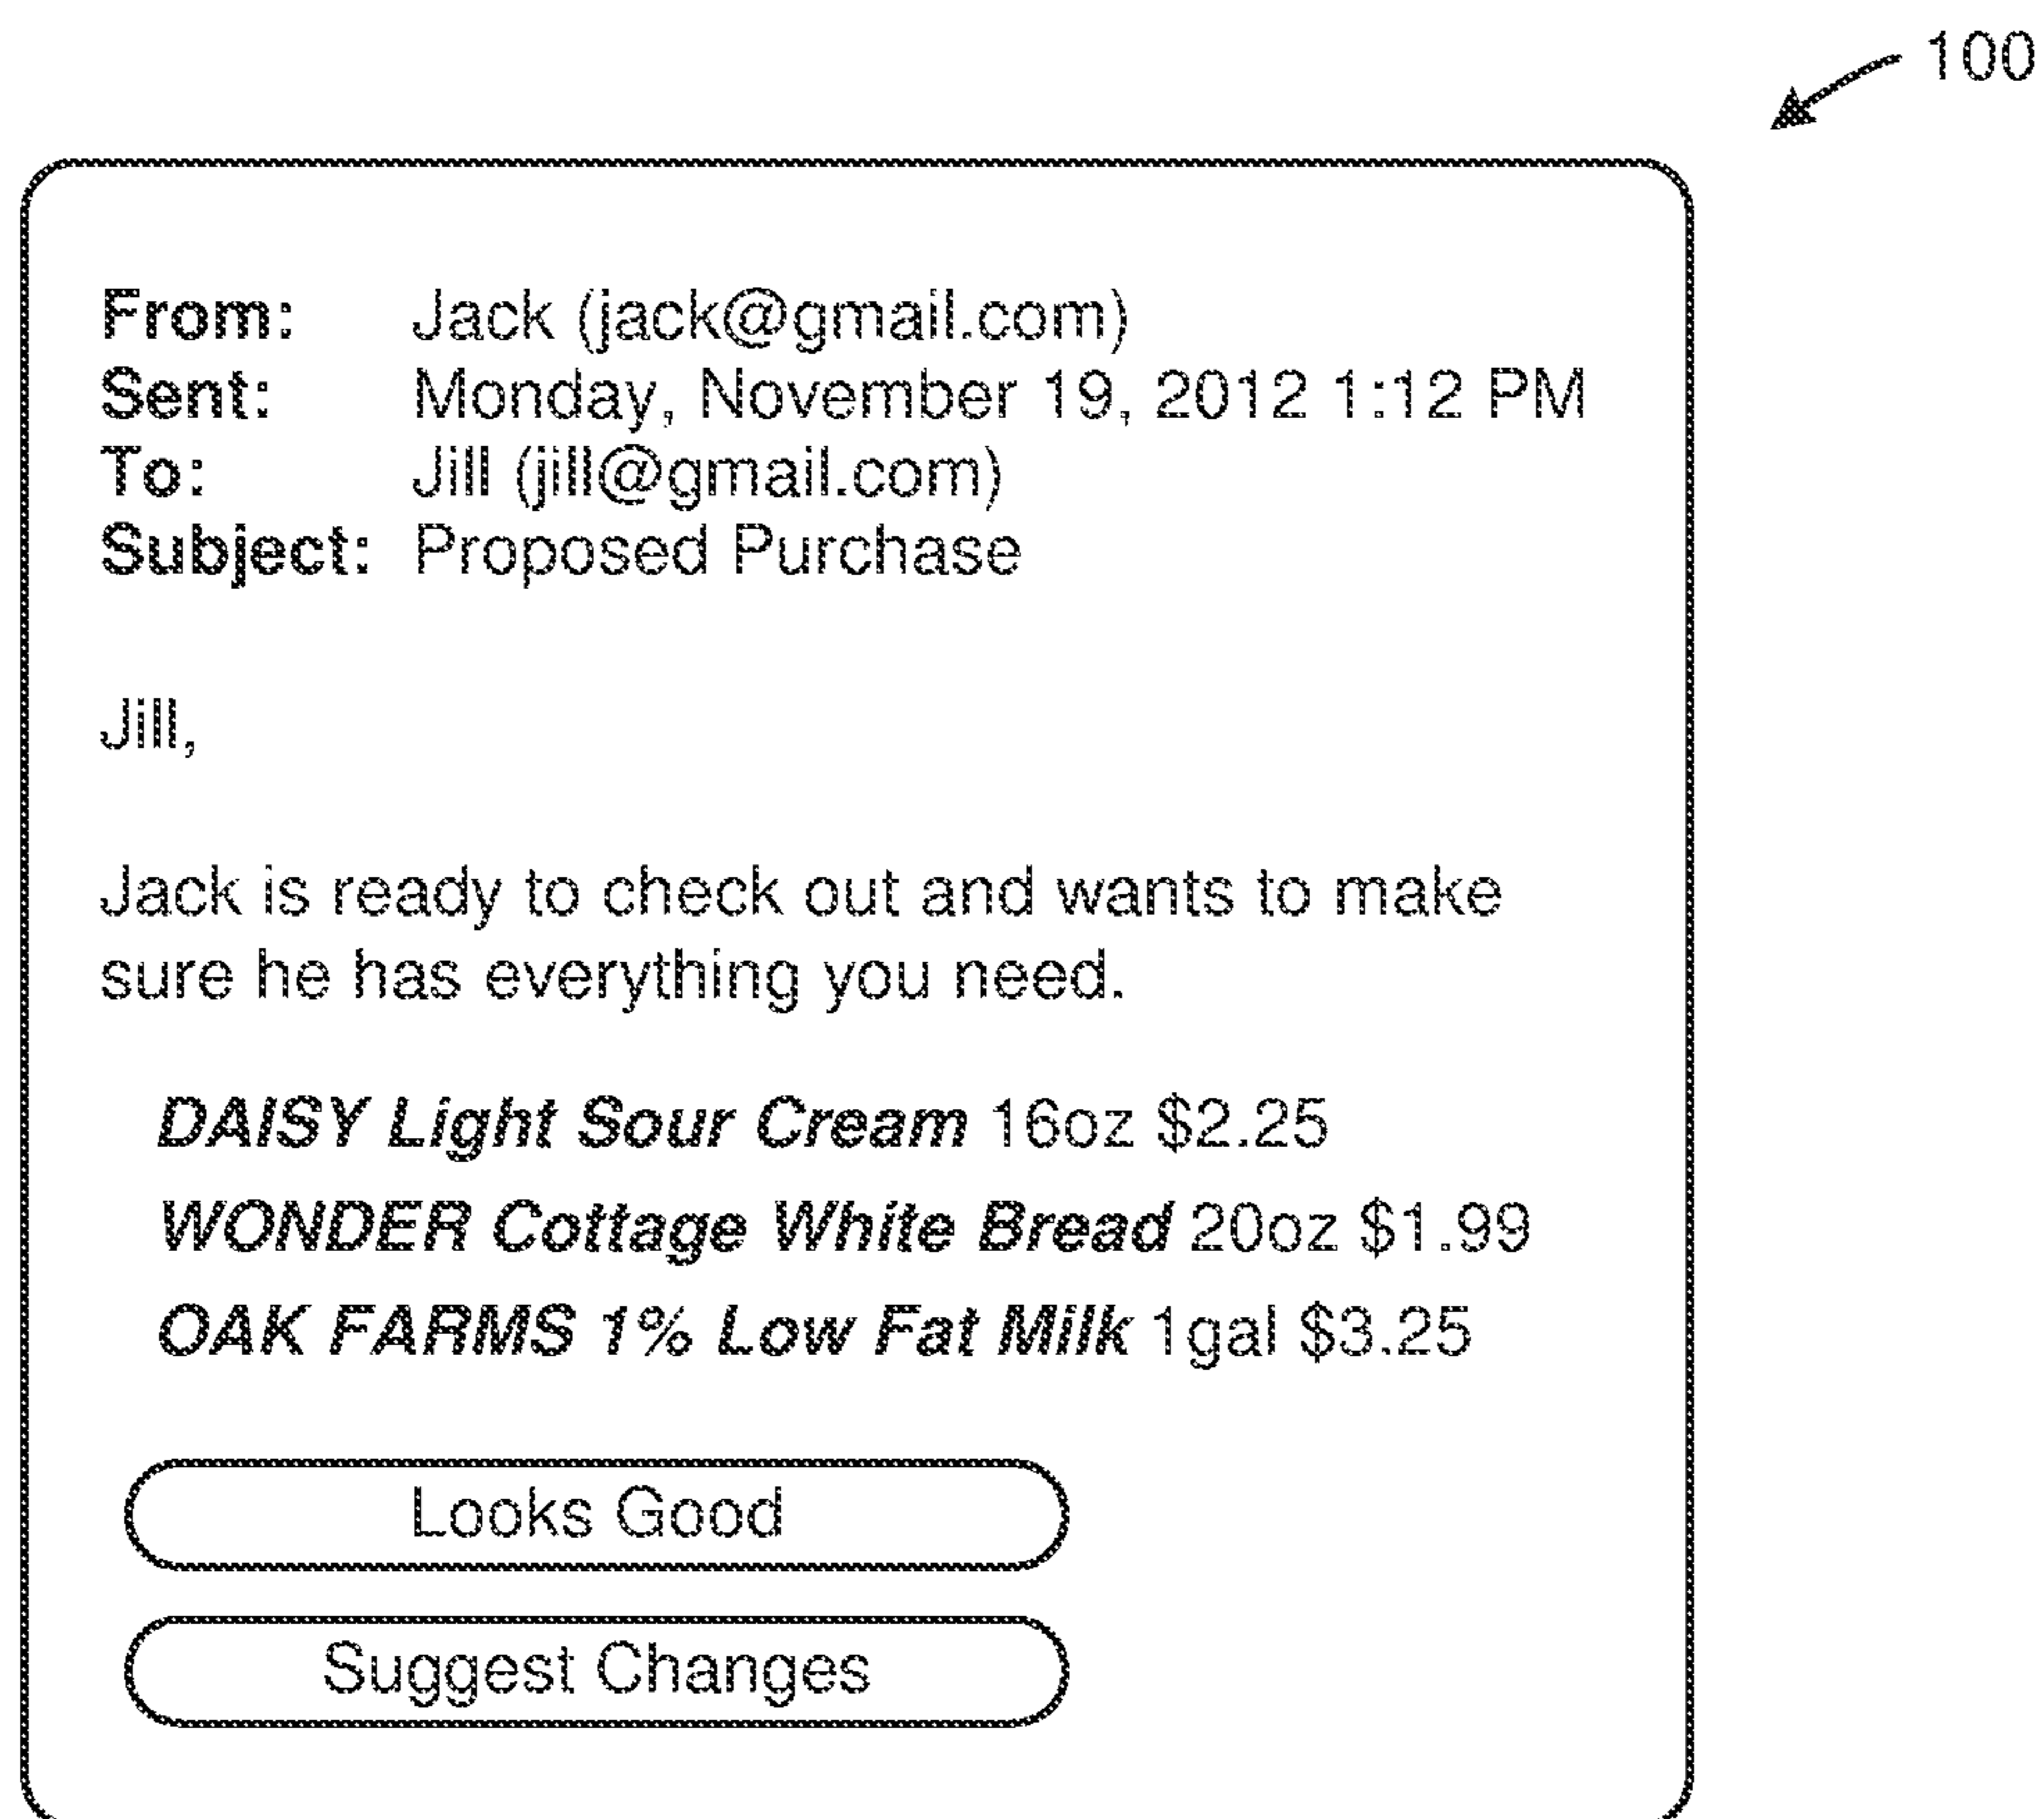 100
From: Jack (jack@gmail.com)
Sent: Monday, November 19, 2012 1:12 PM
To: Jill (jill@gmail.com)
Subject: Proposed Purchase
Jill,
Jack is ready to check out and wants to make
sure he has everything you need.
DAISY Light Sour Cream 16oz $2.25
WONDER Cottage White Bread 20oz $1.99
OAK FARMS 1% Low Fat Milk 1gal $3.25
Looks Good
Suggest Changes